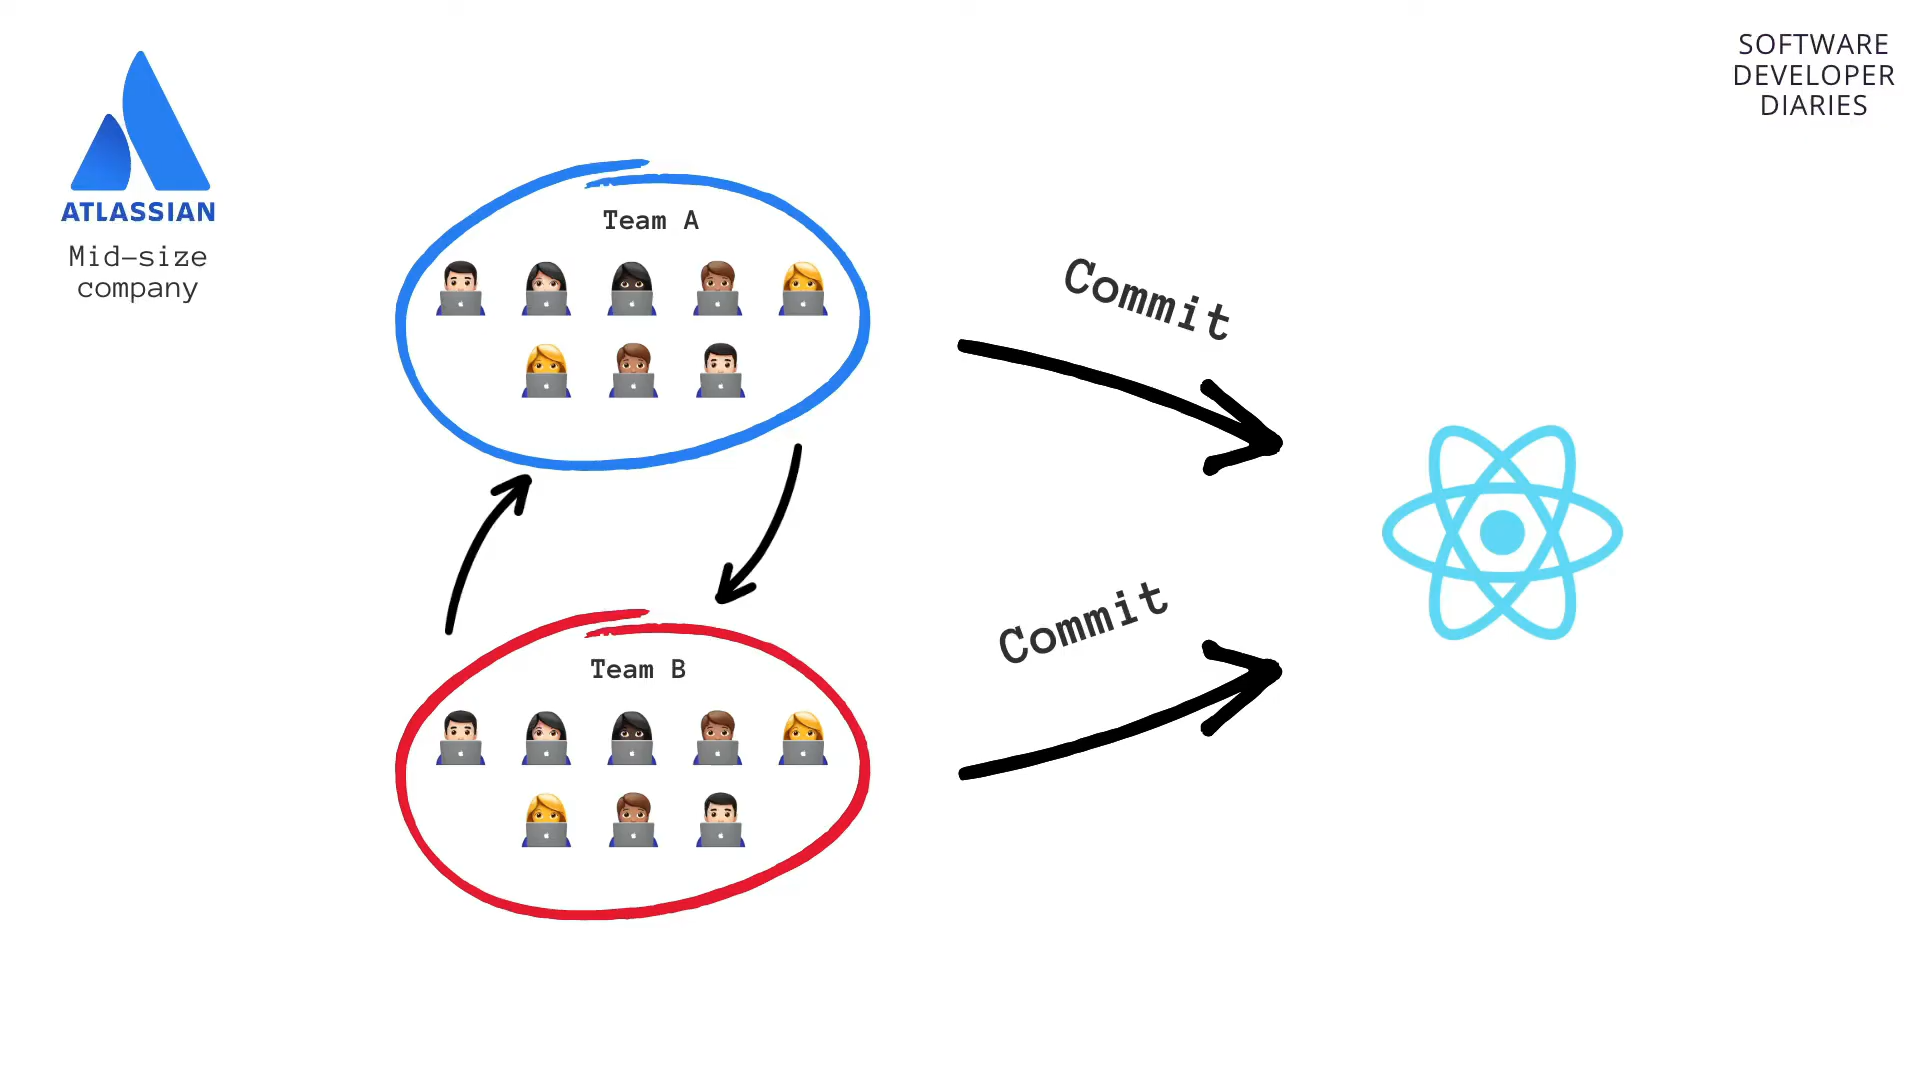 ATLASSIAN
Mid-size
company
SOFTWARE
DEVELOPER
DIARIES
Team A
Commit
Team B
Commit